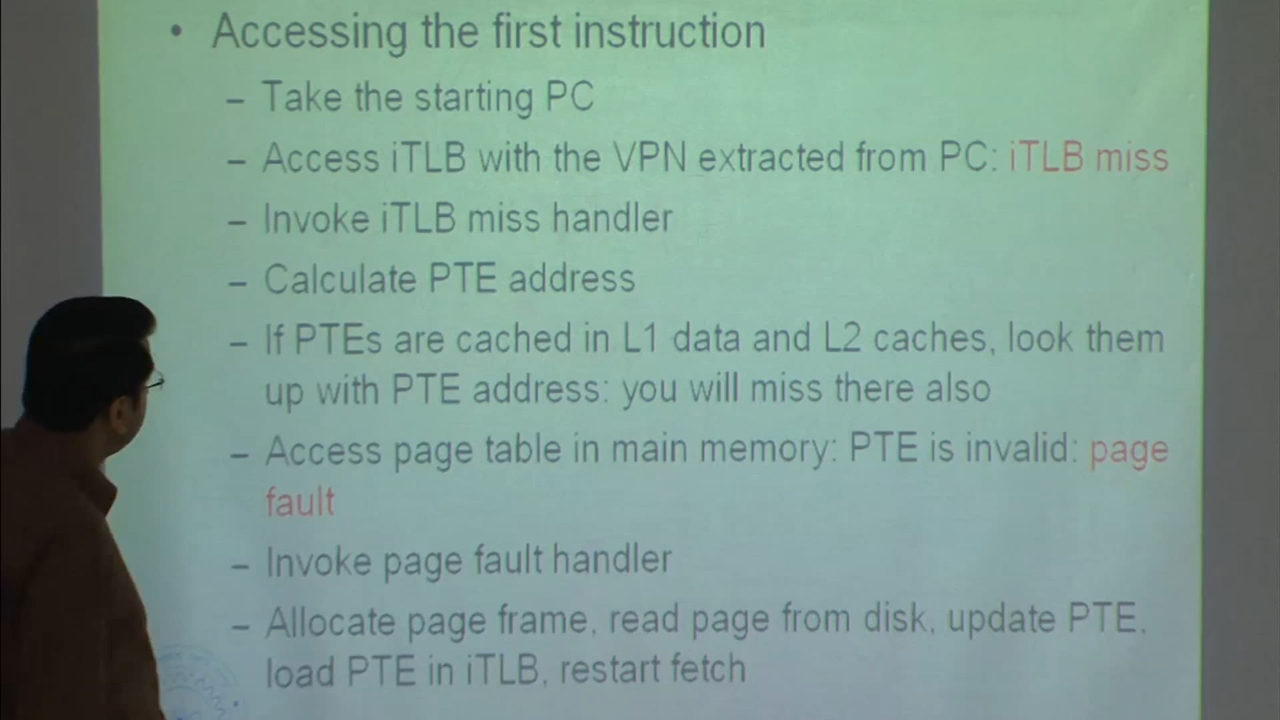 • Accessing the first instruction
– Take the starting PC
– Access iTLB with the VPN extracted from PC: iTLB miss
– Invoke iTLB miss handler
– Calculate PTE address
– If PTEs are cached in L1 data and L2 caches, look them
up with PTE address: you will miss there also
– Access page table in main memory: PTE is invalid: page
fault
– Invoke page fault handler
– Allocate page frame, read page from disk, update PTE,
load PTE in iTLB, restart fetch